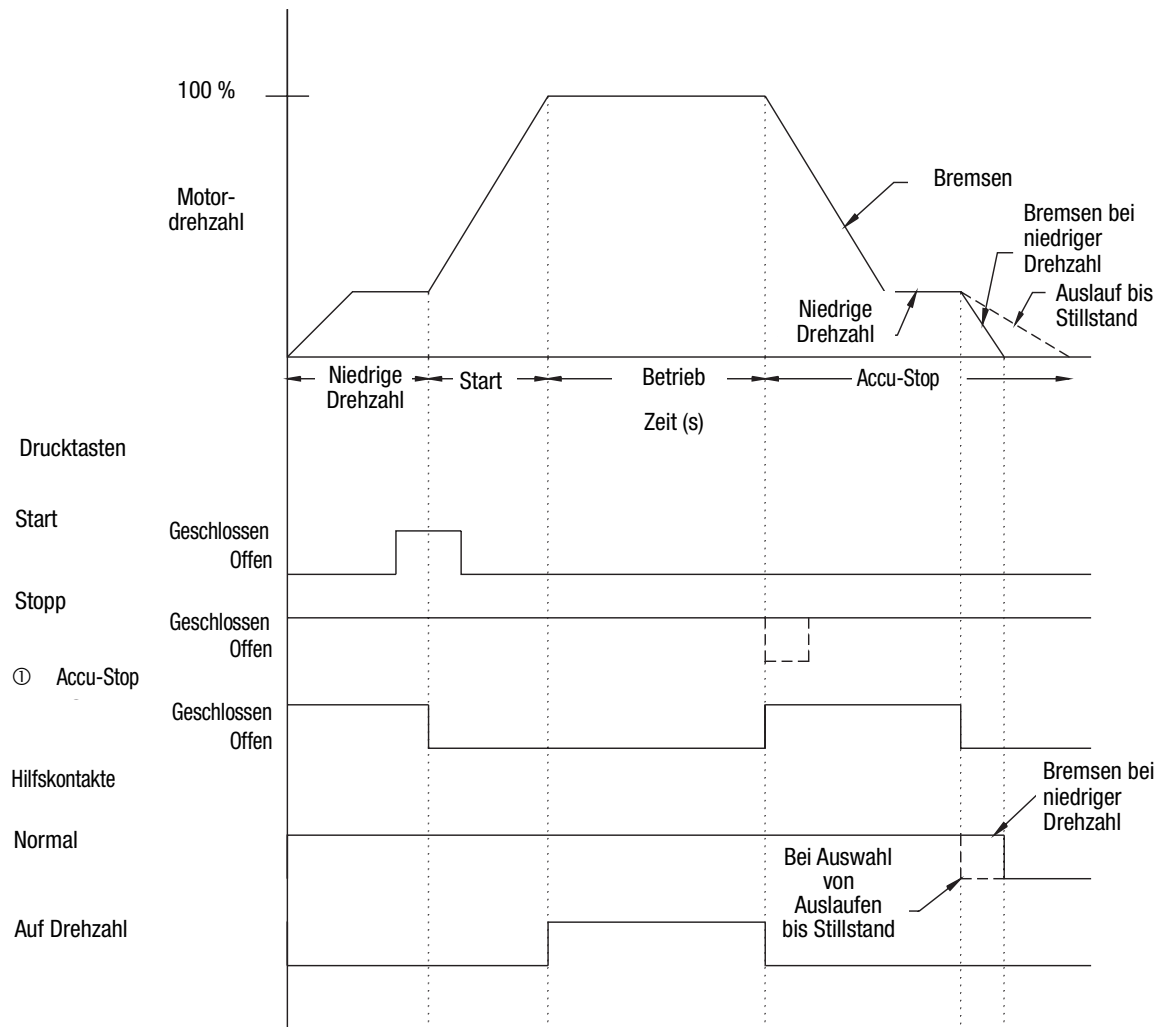 100 %
Motor-
drehzahl
Bremsen
Bremsen bei
niedriger
Drehzahl
Auslauf bis
Stillstand
Niedrige
Drehzahl
Niedrige
Drehzahl
Start
Betrieb
Accu-Stop
Zeit (s)
Drucktasten
Start
Geschlossen
Offen
Stopp
Geschlossen
Offen
① Accu-Stop
Geschlossen
Offen
Hilfskontakte
Normal
Bremsen bei
niedriger
Drehzahl
Bei Auswahl
von
Auslaufen
bis Stillstand
Auf Drehzahl